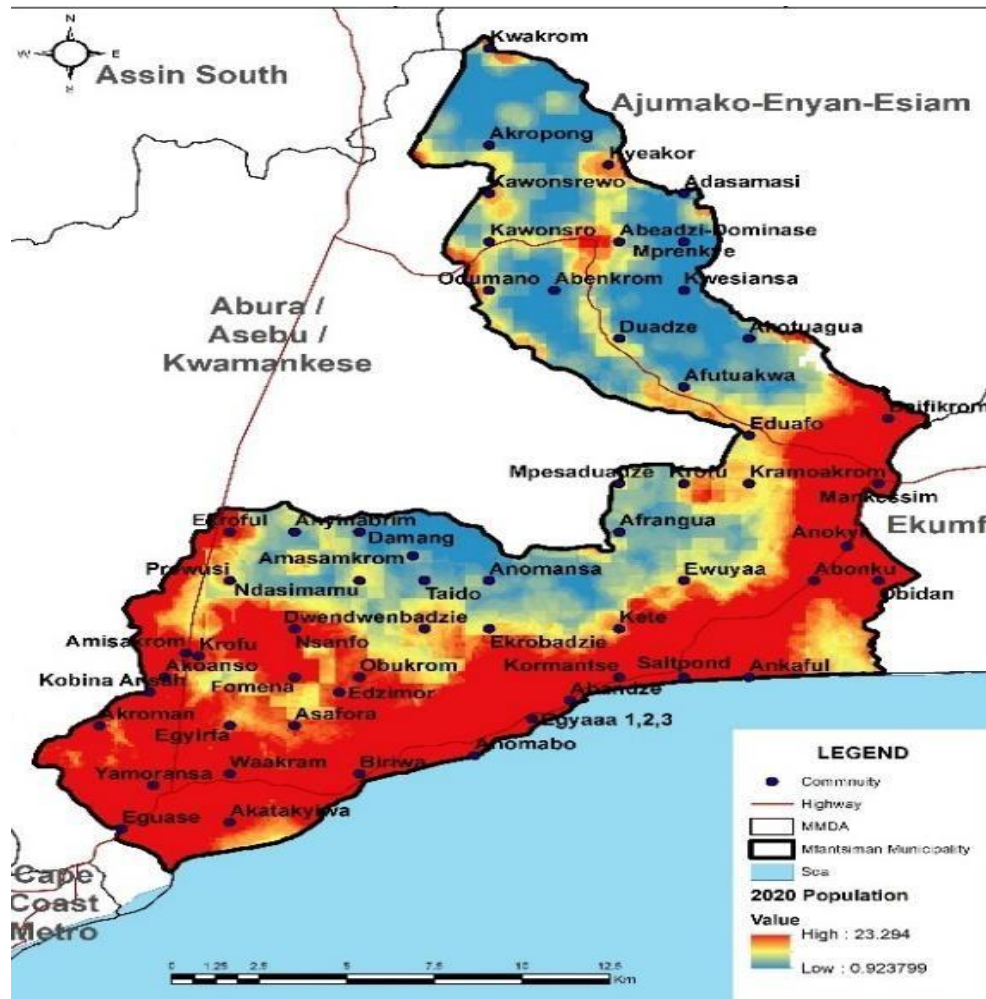 N
W E
S
Kwakrom
Assin South
Ajumako-Enyan-Esiam
Akropong
Kyeakor
Kawonsrewo
Adasamasi
Kawonsro
Abeadzi-Dominase
Mprenkye
Odumano
Abenkrom
Kwesiansa
Abura /
Asebu /
Kwamankese
Duadze
Akotuagua
Afutuakwa
Baifikrom
Eduafo
Mpesaduadze
Krofu
Kramoakrom
Mankessim
Ekroful
Anyinabrim
Damang
Afrangua
Anokyi
Ekumf
Amasamkrom
Prewusi
Ndasimamu
Taido
Anomansa
Ewuyaa
Abonku
Obidan
Dwendwenbadzie
Amisakrom
Krofu
Nsanfo
Ekrobadzie
Kete
Akoanso
Obukrom
Kormantse
Saltpond
Ankaful
Kobina Ansah
Fomena
Edzimor
Abandze
Akroman
Asafora
Egyaaa 1,2,3
Egyirfa
Anomabo
Yamoransa
Waakram
Biriwa
Eguase
Akatakyiwa
Cape
Coast
Metro
LEGEND
Commnuity
Highway
MMDA
Mfantsiman Municipality
Sea
2020 Population
Value
High : 23.294
Low : 0.923799
0 1.25 2.5 5 7.5 10 12.5
Km